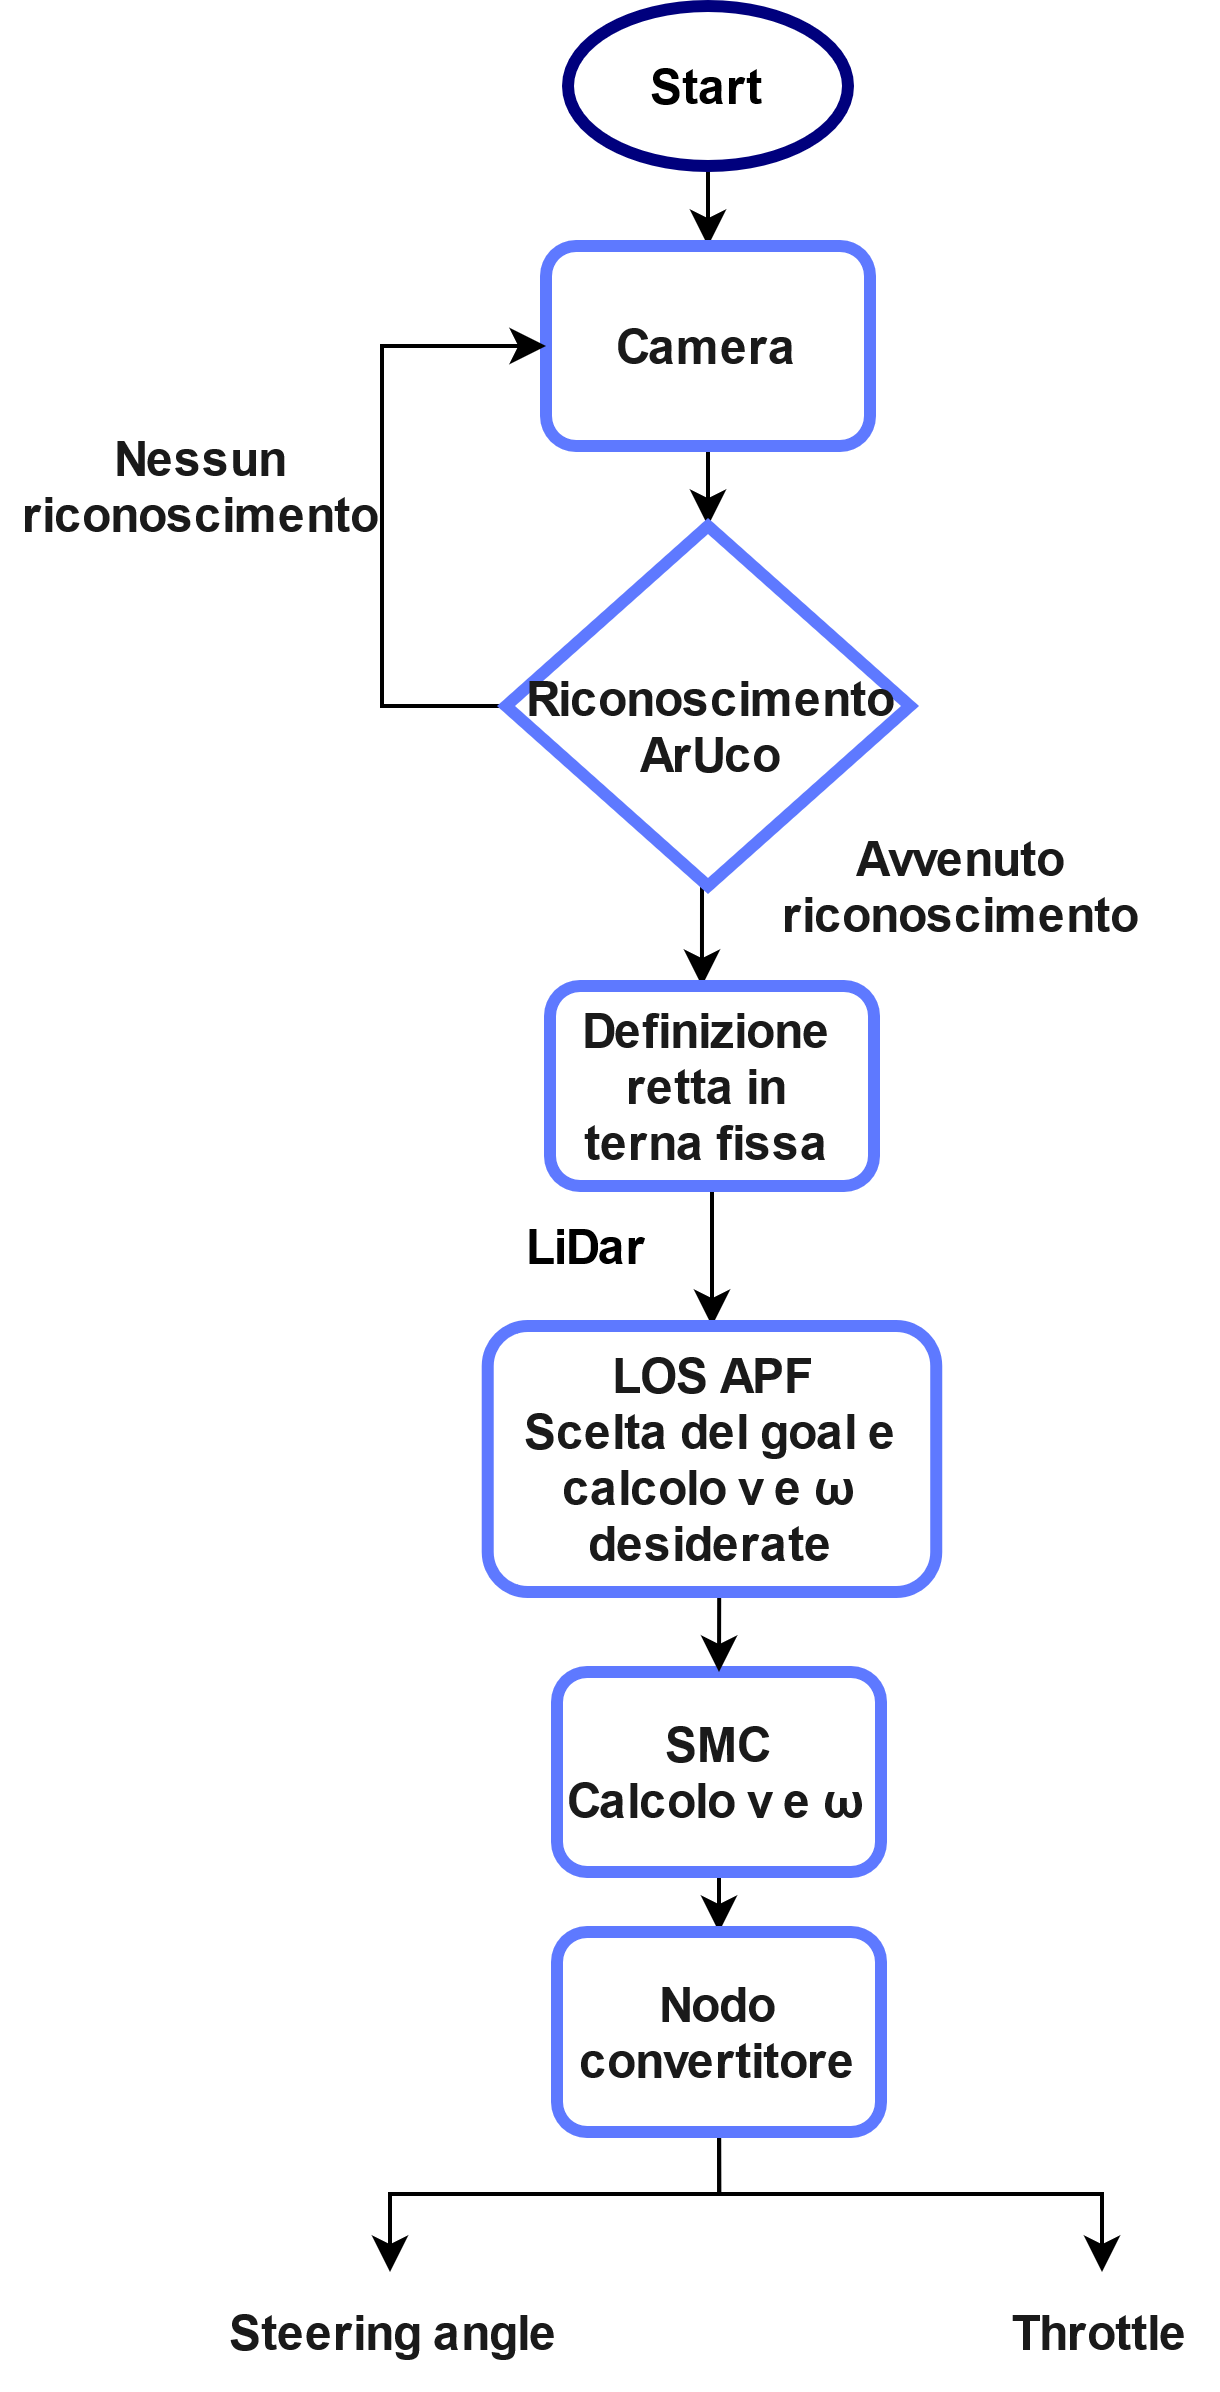 Start
Camera
Nessun
riconoscimento
Riconoscimento
ArUco
Avvenuto
riconoscimento
Definizione
retta in
terna fissa
LiDar
LOS APF
Scelta del goal e
calcolo v e ω
desiderate
SMC
Calcolo v e ω
Nodo
convertitore
Steering angle
Throttle